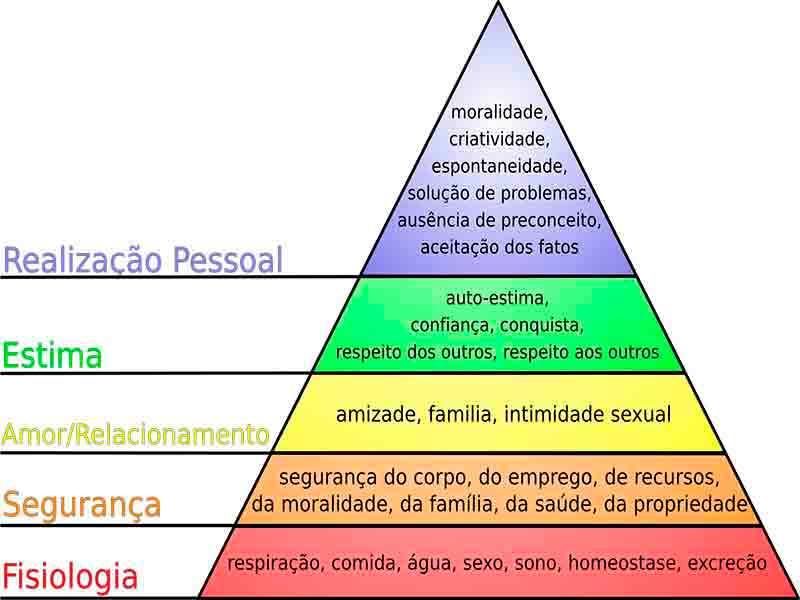 moralidade,
criatividade,
espontaneidade,
solução de problemas,
ausência de preconceito,
aceitação dos fatos
Realização Pessoal
auto-estima,
confiança, conquista,
respeito dos outros, respeito aos outros
Estima
amizade, familia, intimidade sexual
Amor/Relacionamento
segurança do corpo, do emprego, de recursos,
da moralidade, da família, da saúde, da propriedade
Segurança
respiração, comida, água, sexo, sono, homeostase, excreção
Fisiologia